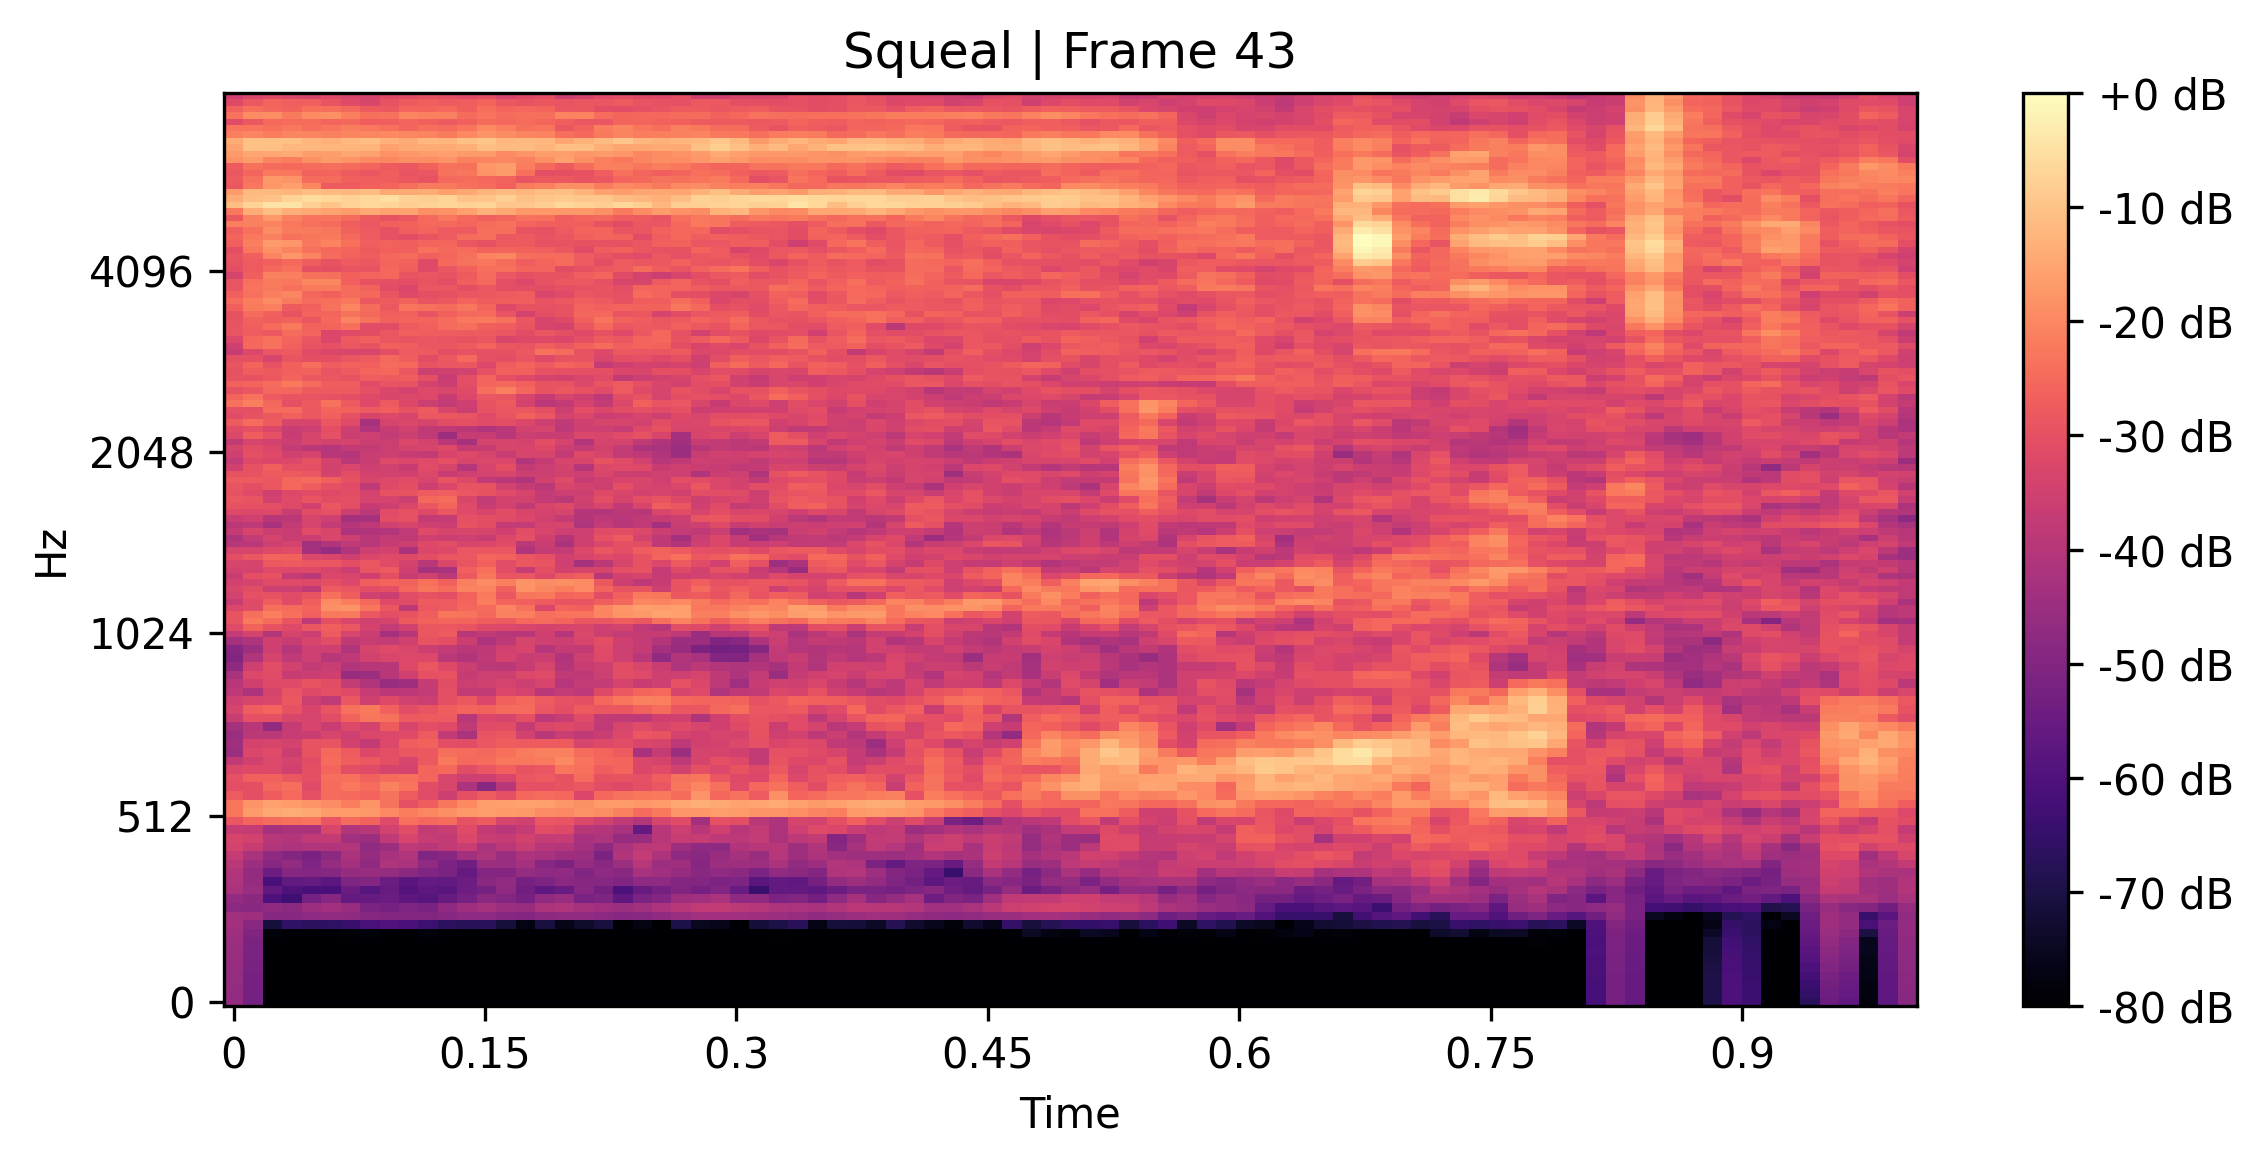 Squeal | Frame 43
Hz
4096
2048
1024
512
0
0 0.15 0.3 0.45 0.6 0.75 0.9
Time
+0 dB
-10 dB
-20 dB
-30 dB
-40 dB
-50 dB
-60 dB
-70 dB
-80 dB